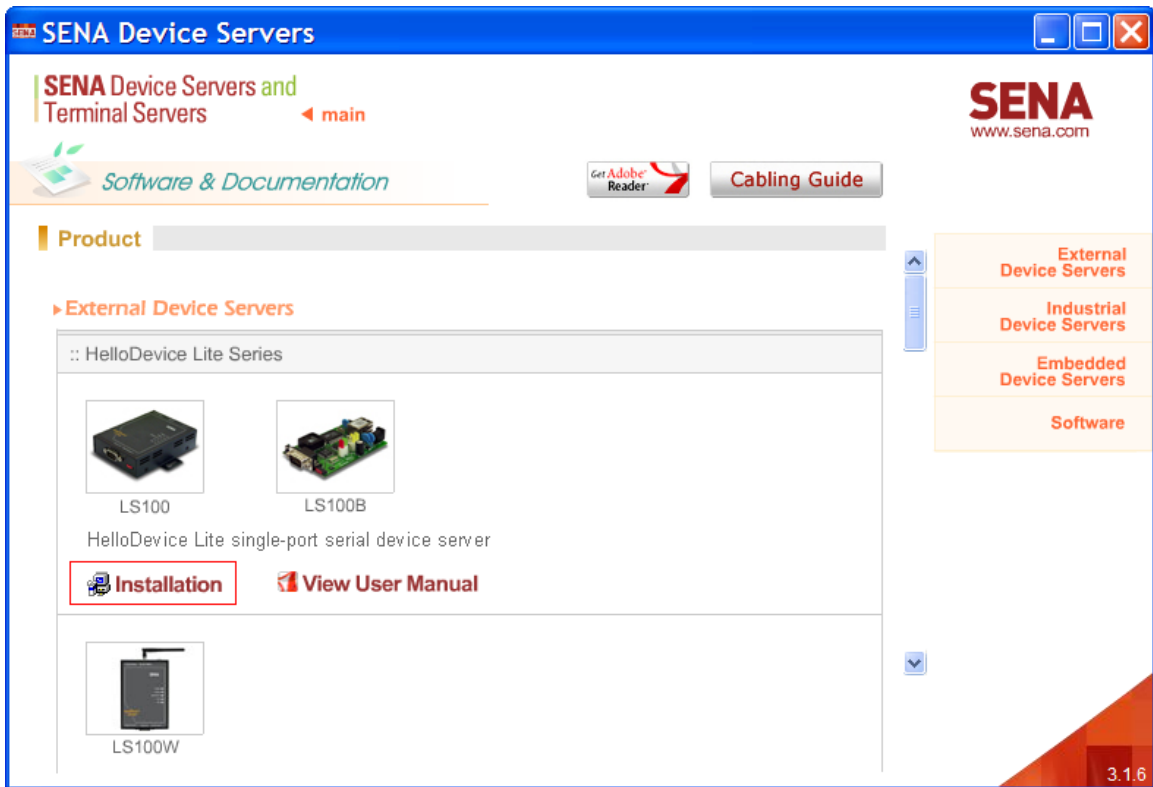 SENA SENA Device Servers
SENA Device Servers and
Terminal Servers
main
SENA
www.sena.com
Software & Documentation
Get Adobe®
Reader®
Cabling Guide
Product
External
Device Servers
Industrial
Device Servers
Embedded
Device Servers
Software
External Device Servers
:: HelloDevice Lite Series
LS100
LS100B
HelloDevice Lite single-port serial device server
Installation
View User Manual
LS100W
3.1.6